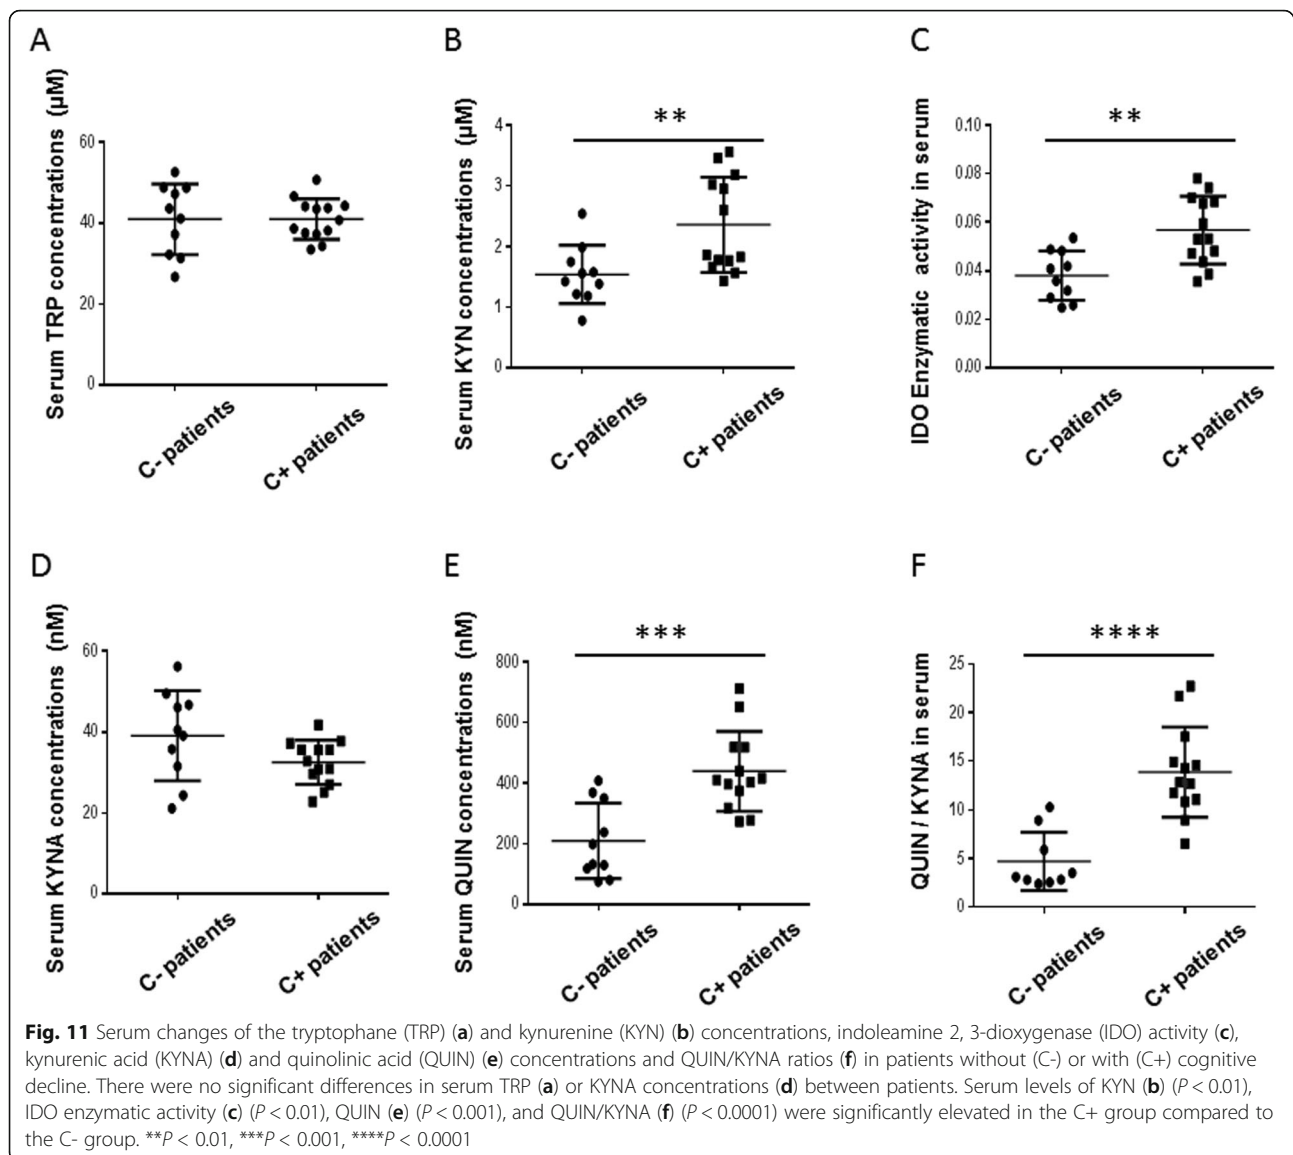 A
B
C
Serum TRP concentrations (µM)
60
40
20
0
C- patients
C+ patients
Serum KYN concentrations (µM)
**
4
3
2
1
0
C- patients
C+ patients
IDO Enzymatic activity in serum
**
0.10
0.08
0.06
0.04
0.02
0.00
C- patients
C+ patients
D
E
F
Serum KYNA concentrations (nM)
60
40
20
0
C- patients
C+ patients
Serum QUIN concentrations (nM)
***
800
600
400
200
0
C- patients
C+ patients
QUIN / KYNA in serum
****
25
20
15
10
5
0
C- patients
C+ patients
Fig. 11 Serum changes of the tryptophane (TRP) (a) and kynurenine (KYN) (b) concentrations, indoleamine 2, 3-dioxygenase (IDO) activity (c),
kynurenic acid (KYNA) (d) and quinolinic acid (QUIN) (e) concentrations and QUIN/KYNA ratios (f) in patients without (C-) or with (C+) cognitive
decline. There were no significant differences in serum TRP (a) or KYNA concentrations (d) between patients. Serum levels of KYN (b) (P < 0.01),
IDO enzymatic activity (c) (P < 0.01), QUIN (e) (P < 0.001), and QUIN/KYNA (f) (P < 0.0001) were significantly elevated in the C+ group compared to
the C- group. **P < 0.01, ***P < 0.001, ****P < 0.0001